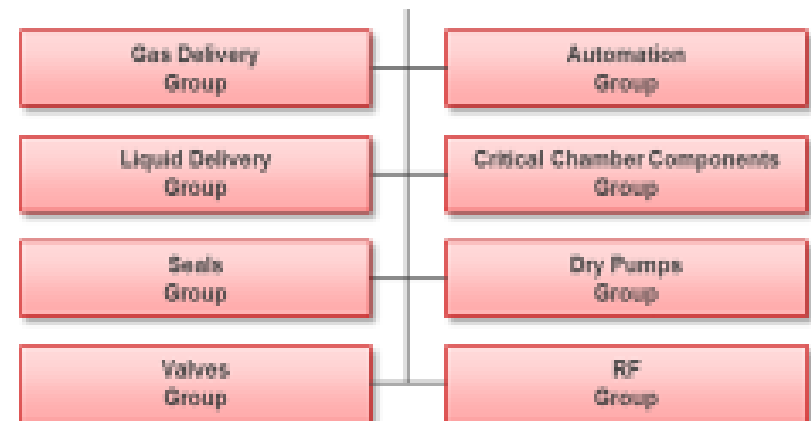 Gas Delivery
Group
Automation
Group
Liquid Delivery
Group
Critical Chamber Components
Group
Seals
Group
Dry Pumps
Group
Valves
Group
RF
Group